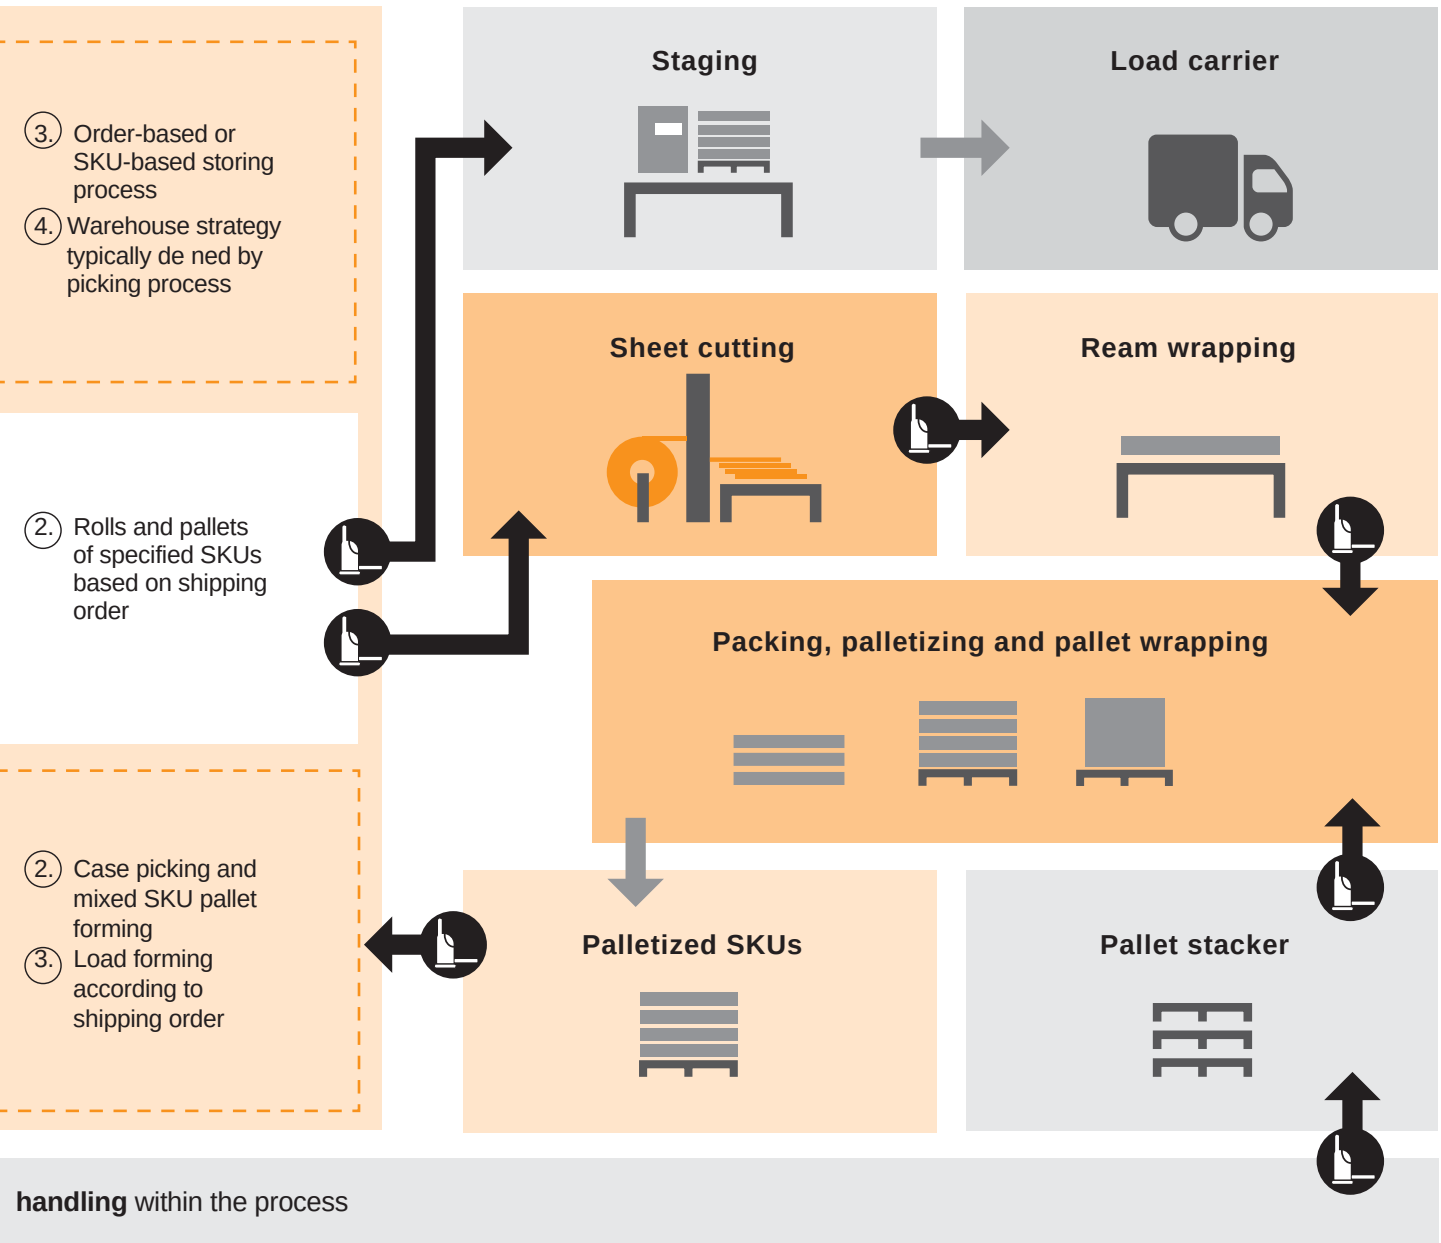 3. Order-based or
SKU-based storing
process
4. Warehouse strategy
typically de ned by
picking process
2. Rolls and pallets
of specified SKUs
based on shipping
order
2. Case picking and
mixed SKU pallet
forming
3. Load forming
according to
shipping order
Staging
Load carrier
Sheet cutting
Ream wrapping
Packing, palletizing and pallet wrapping
Palletized SKUs
Pallet stacker
handling within the process